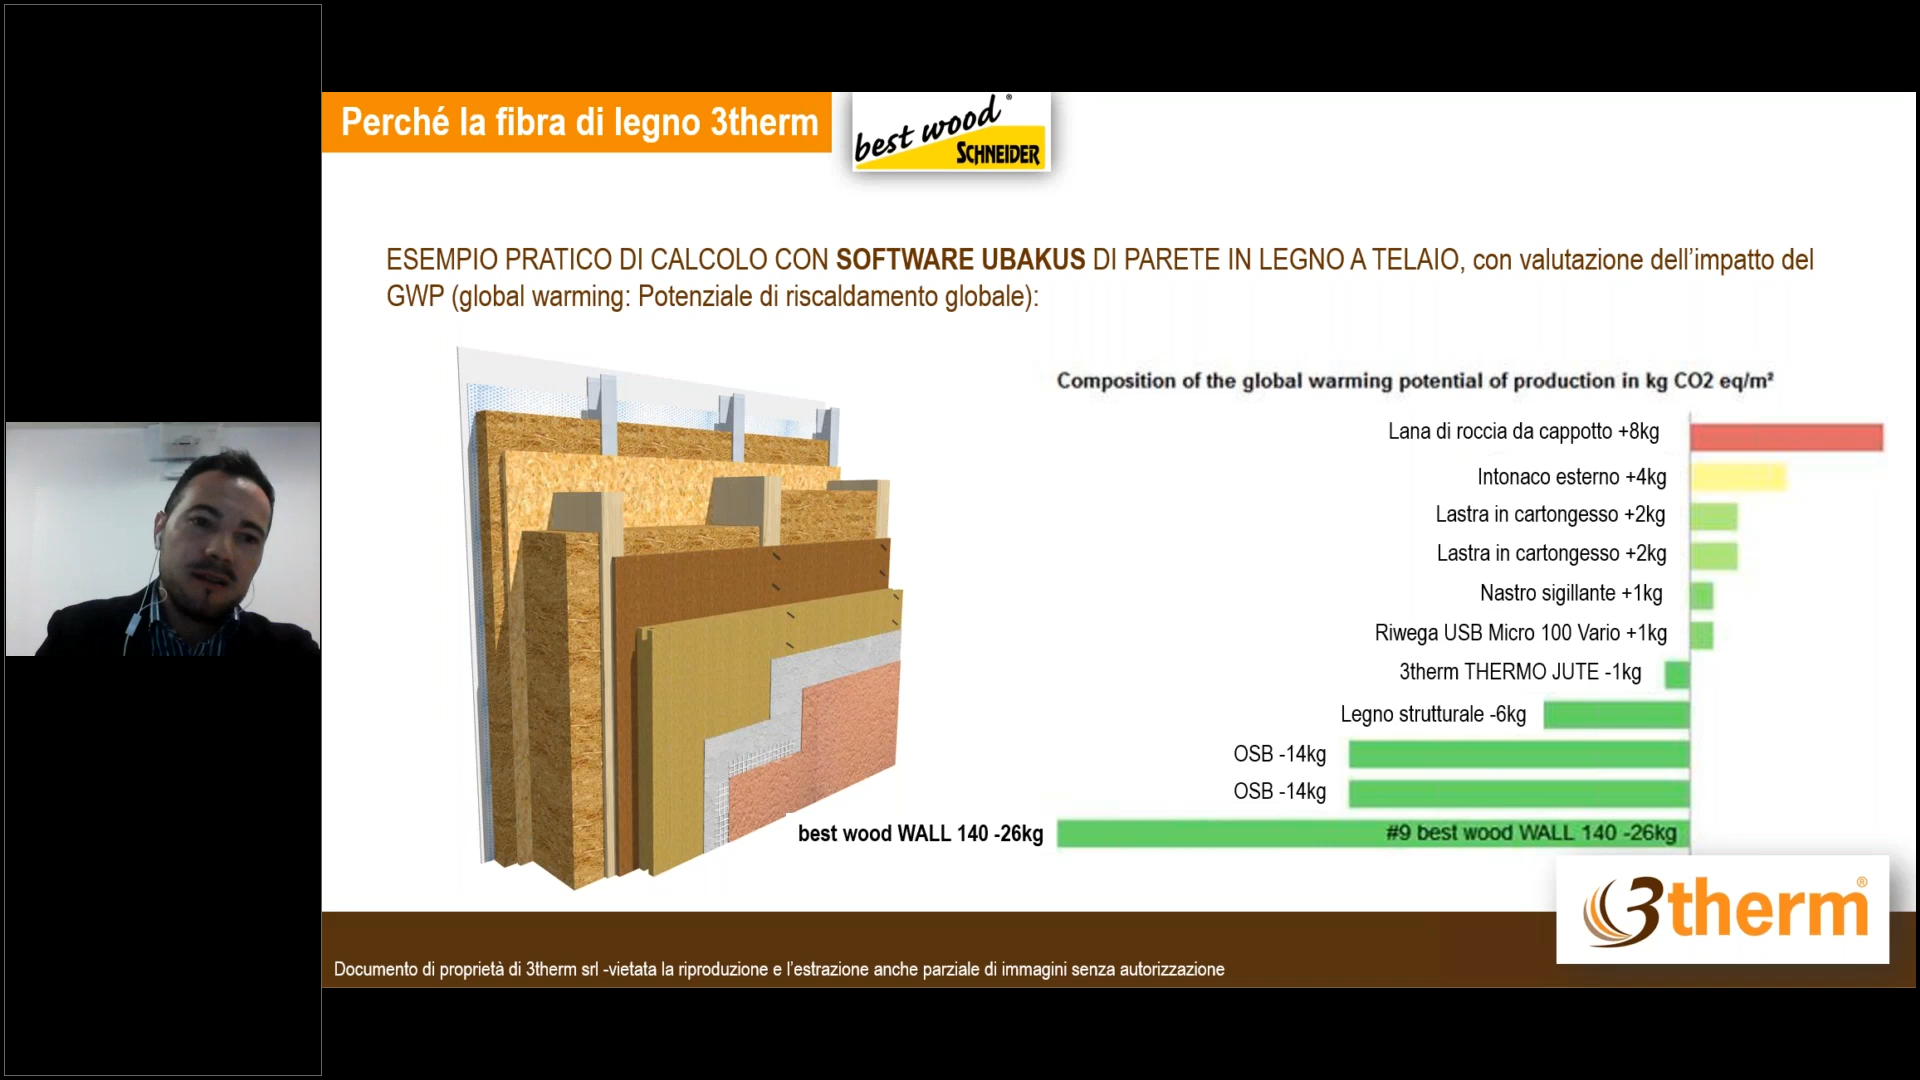 Perché la fibra di legno 3therm
best wood ®
SCHNEIDER
ESEMPIO PRATICO DI CALCOLO CON SOFTWARE UBAKUS DI PARETE IN LEGNO A TELAIO, con valutazione dell’impatto del
GWP (global warming: Potenziale di riscaldamento globale):
Composition of the global warming potential of production in kg CO2 eq/m²
Lana di roccia da cappotto +8kg
Intonaco esterno +4kg
Lastra in cartongesso +2kg
Lastra in cartongesso +2kg
Nastro sigillante +1kg
Riwega USB Micro 100 Vario +1kg
3therm THERMO JUTE -1kg
Legno strutturale -6kg
OSB -14kg
OSB -14kg
best wood WALL 140 -26kg
#9 best wood WALL 140 -26kg
3therm®
Documento di proprietà di 3therm srl -vietata la riproduzione e l’estrazione anche parziale di immagini senza autorizzazione